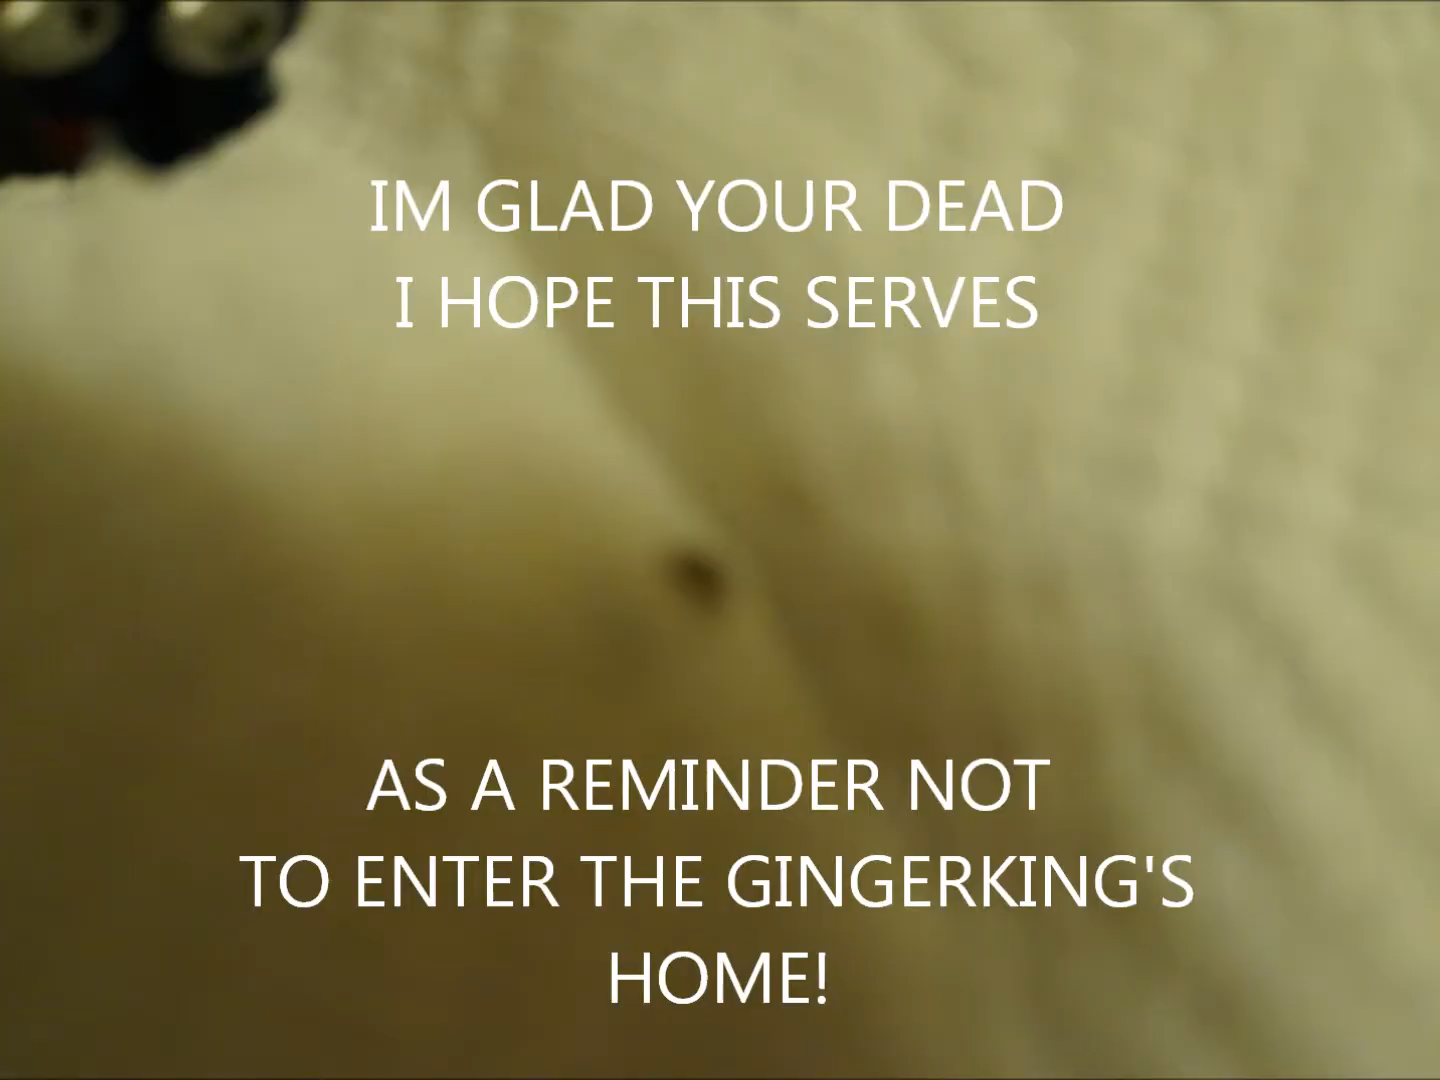 IM GLAD YOUR DEAD
I HOPE THIS SERVES
AS A REMINDER NOT
TO ENTER THE GINGERKING'S
HOME!